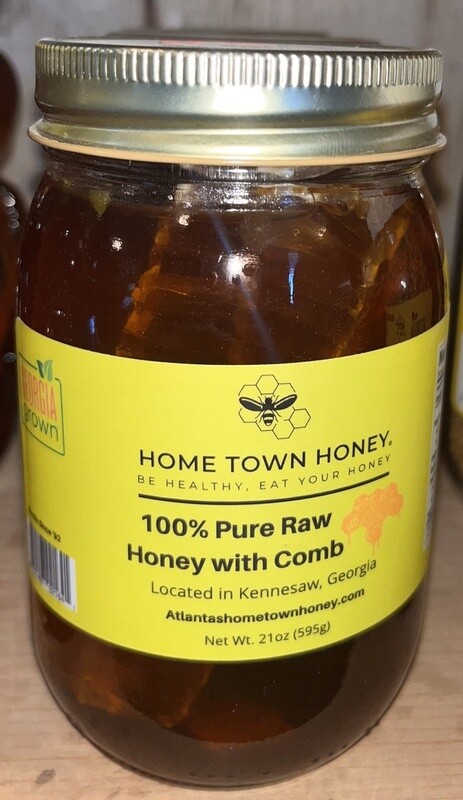 GEORGIA
grown
HOME TOWN HONEY®
BE HEALTHY, EAT YOUR HONEY
100% Pure Raw
Honey with Comb
Located in Kennesaw, Georgia
Atlantashometownhoney.com
Net Wt. 21oz (595g)